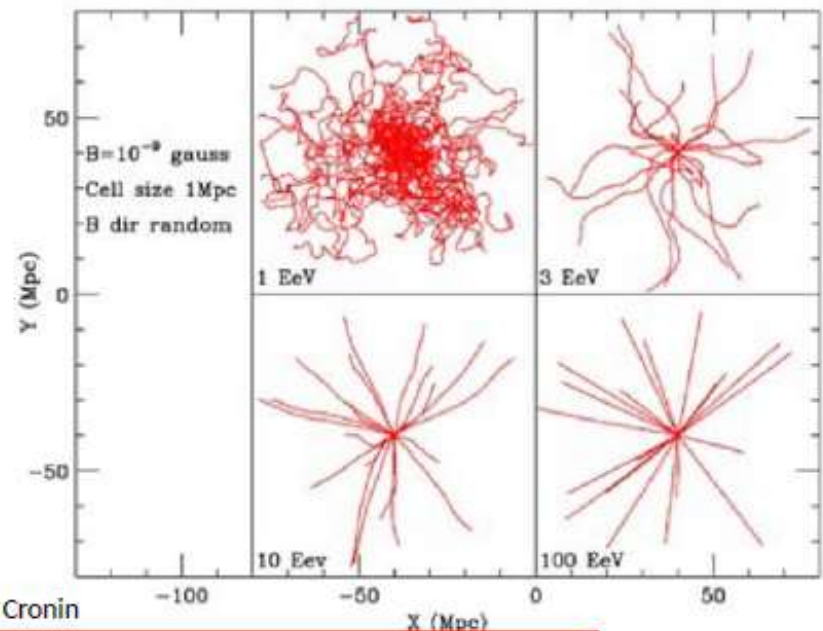 50
B=10⁻⁹ gauss
Cell size 1Mpc
B dir random
1 EeV
3 EeV
Y (Mpc)
0
−50
10 Eev
100 EeV
Cronin
−100
−50
0
50
X (Mpc)